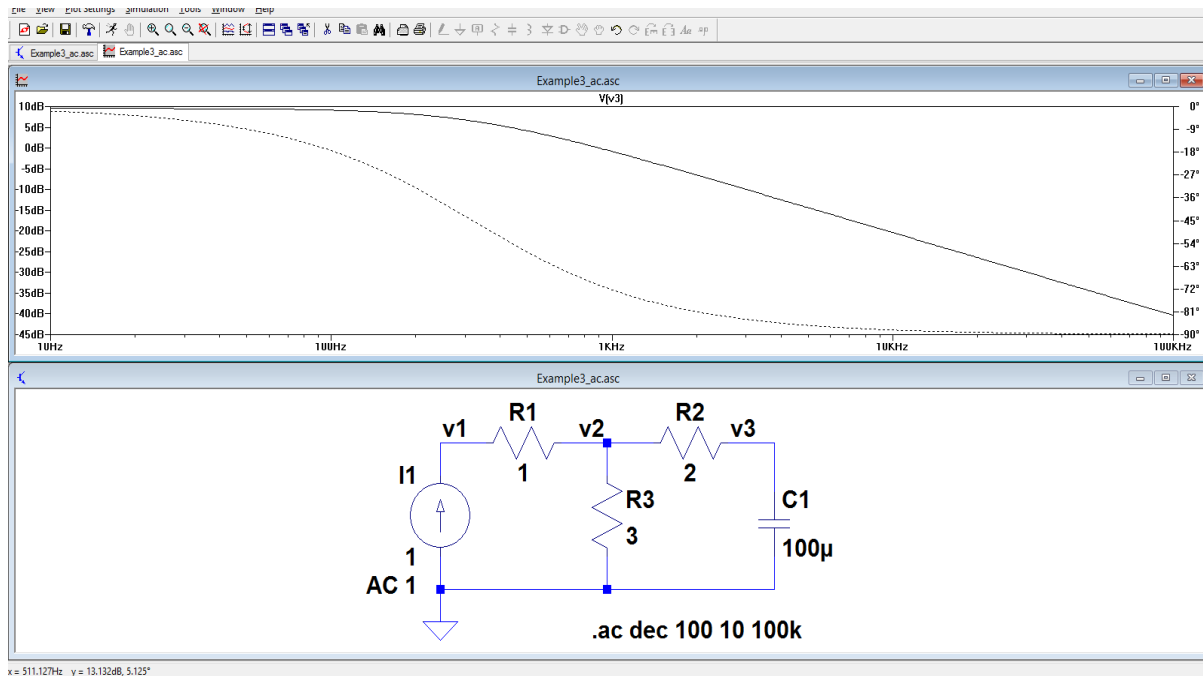 File View Plot Settings Simulation Tools Window Help
Example3_ac.asc Example3_ac.asc
Example3_ac.asc
V(v3)
10dB 0°
5dB -9°
0dB -18°
-5dB -27°
-10dB -36°
-15dB -45°
-20dB -54°
-25dB
-30dB -63°
-35dB -72°
-40dB -81°
-45dB -90°
10Hz 100Hz 1KHz 10KHz 100KHz
Example3_ac.asc
R1 R2
v1 v2 v3
1 2
I1 R3 C1
3 100µ
1
AC 1
.ac dec 100 10 100k
x = 511.127Hz y = 13.132dB, 5.125°